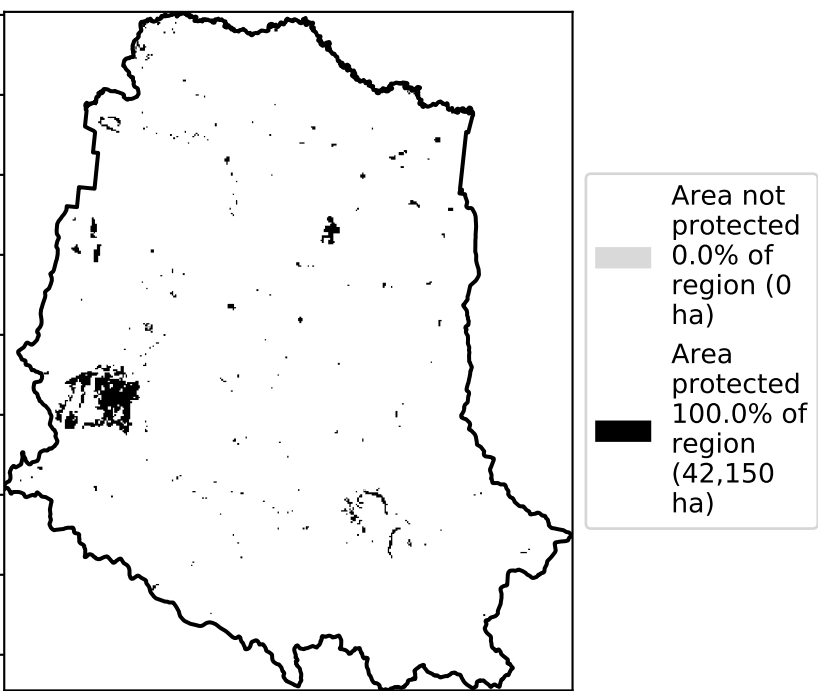 Area not
protected
0.0% of
region (0
ha)
Area
protected
100.0% of
region
(42,150
ha)